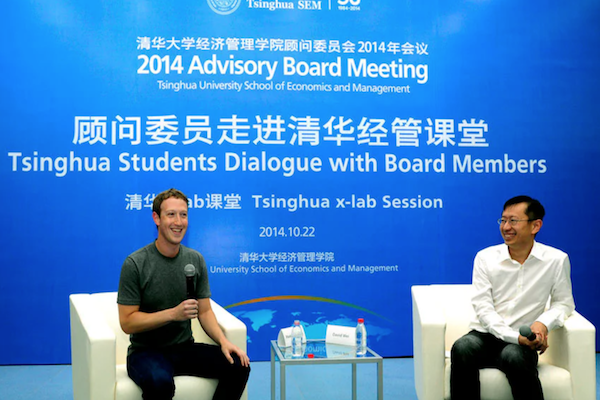 Tsinghua SEM
1984-2014
清华大学经济管理学院顾问委员会2014年会议
2014 Advisory Board Meeting
Tsinghua University School of Economics and Management
顾问委员走进清华经管课堂
Tsinghua Students Dialogue with Board Members
清华 lab课堂 Tsinghua x-lab Session
2014.10.22
清华大学经济管理学院
University School of Economics and Management